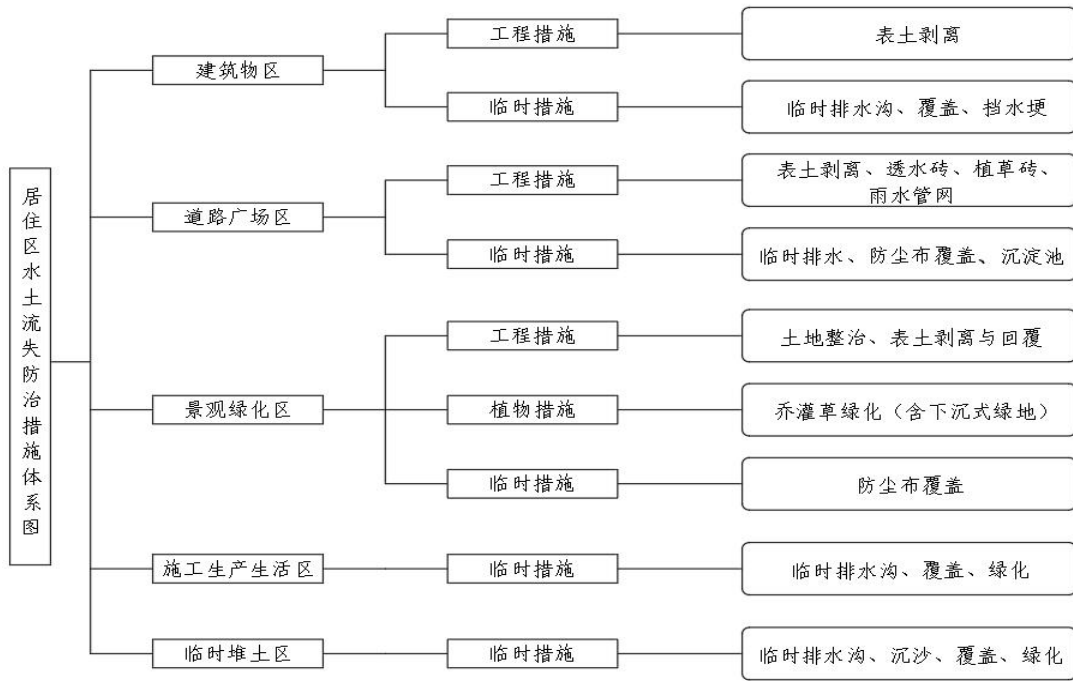 居住区水土流失防治措施体系图
建筑物区
工程措施
表土剥离
临时措施
临时排水沟、覆盖、挡水埂
道路广场区
工程措施
表土剥离、透水砖、植草砖、
雨水管网
临时措施
临时排水、防尘布覆盖、沉淀池
景观绿化区
工程措施
土地整治、表土剥离与回覆
植物措施
乔灌草绿化（含下沉式绿地）
临时措施
防尘布覆盖
施工生产生活区
临时措施
临时排水沟、覆盖、绿化
临时堆土区
临时措施
临时排水沟、沉沙、覆盖、绿化